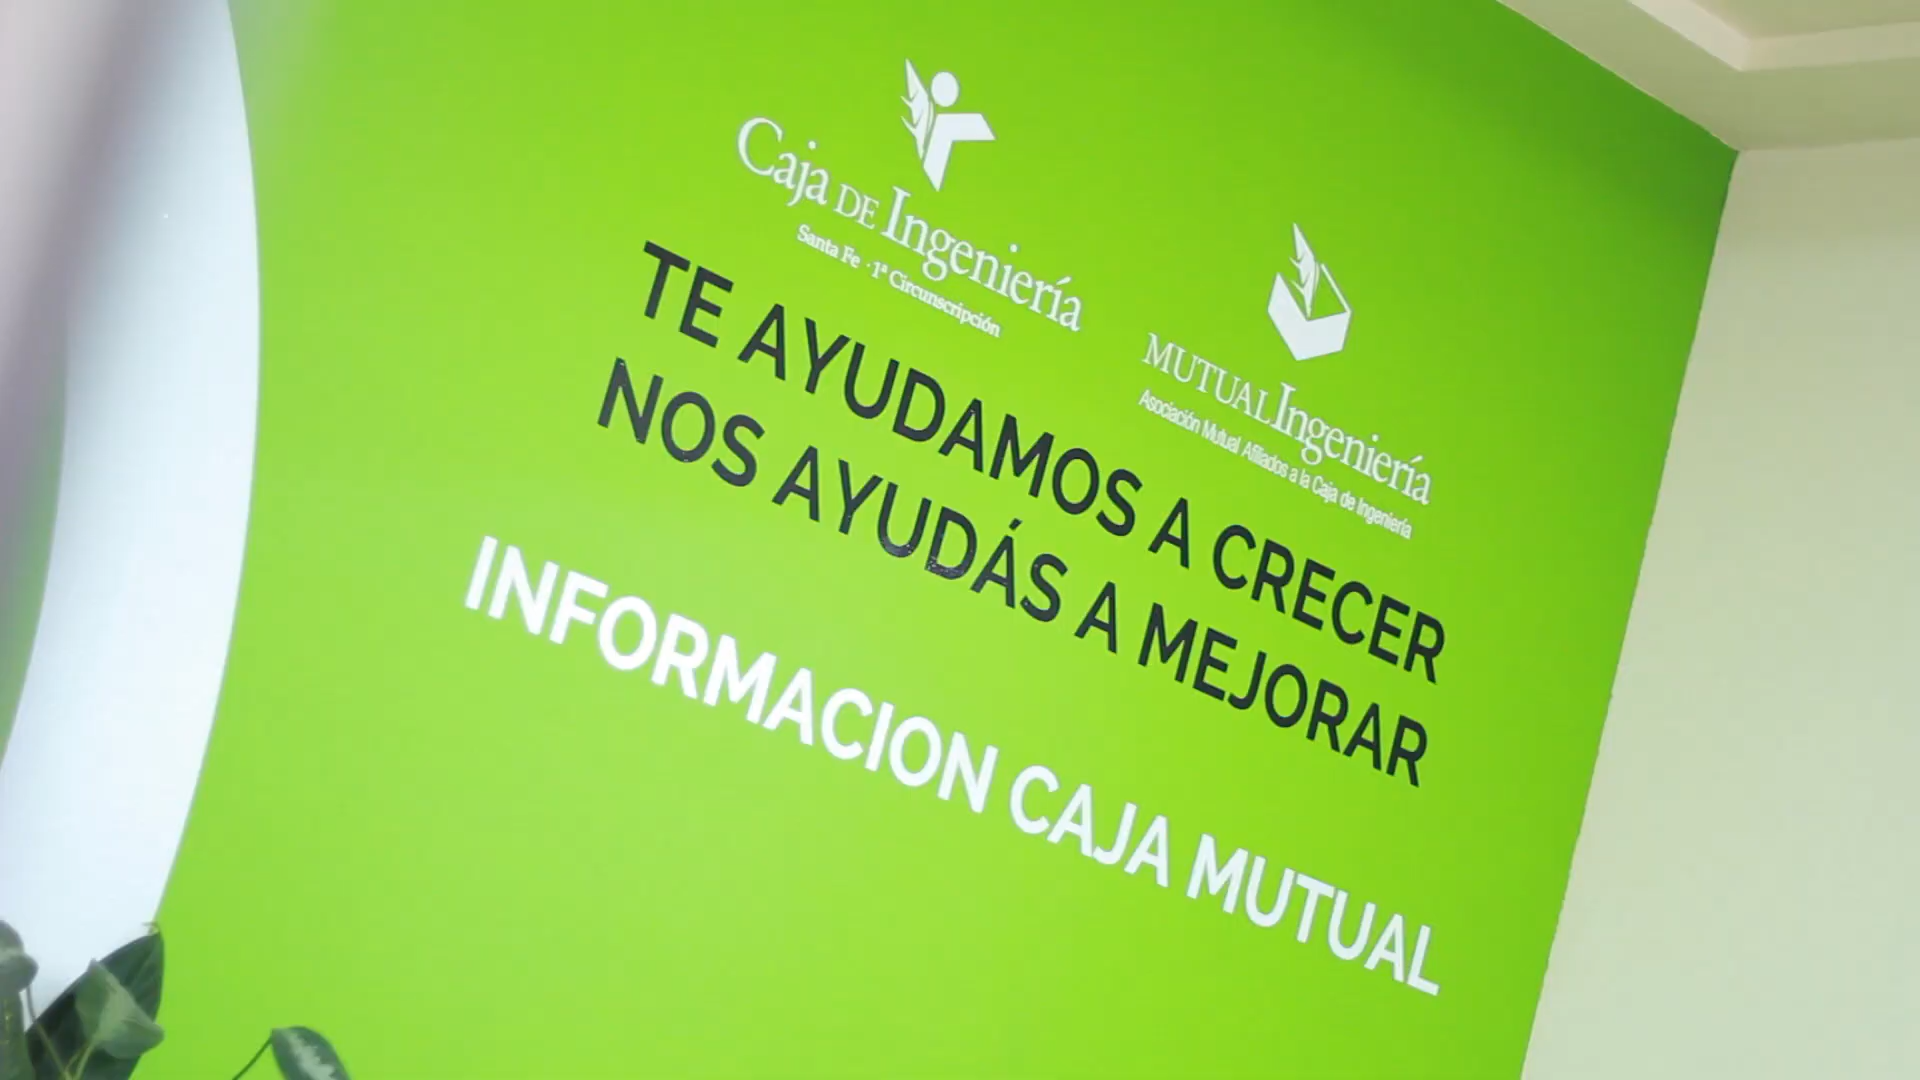 Caja DE Ingeniería
Santa Fe · 1ª Circunscripción
MUTUAL Ingeniería
Asociación Mutual Afiliados a la Caja de Ingeniería
TE AYUDAMOS A CRECER
NOS AYUDÁS A MEJORAR
INFORMACION CAJA MUTUAL